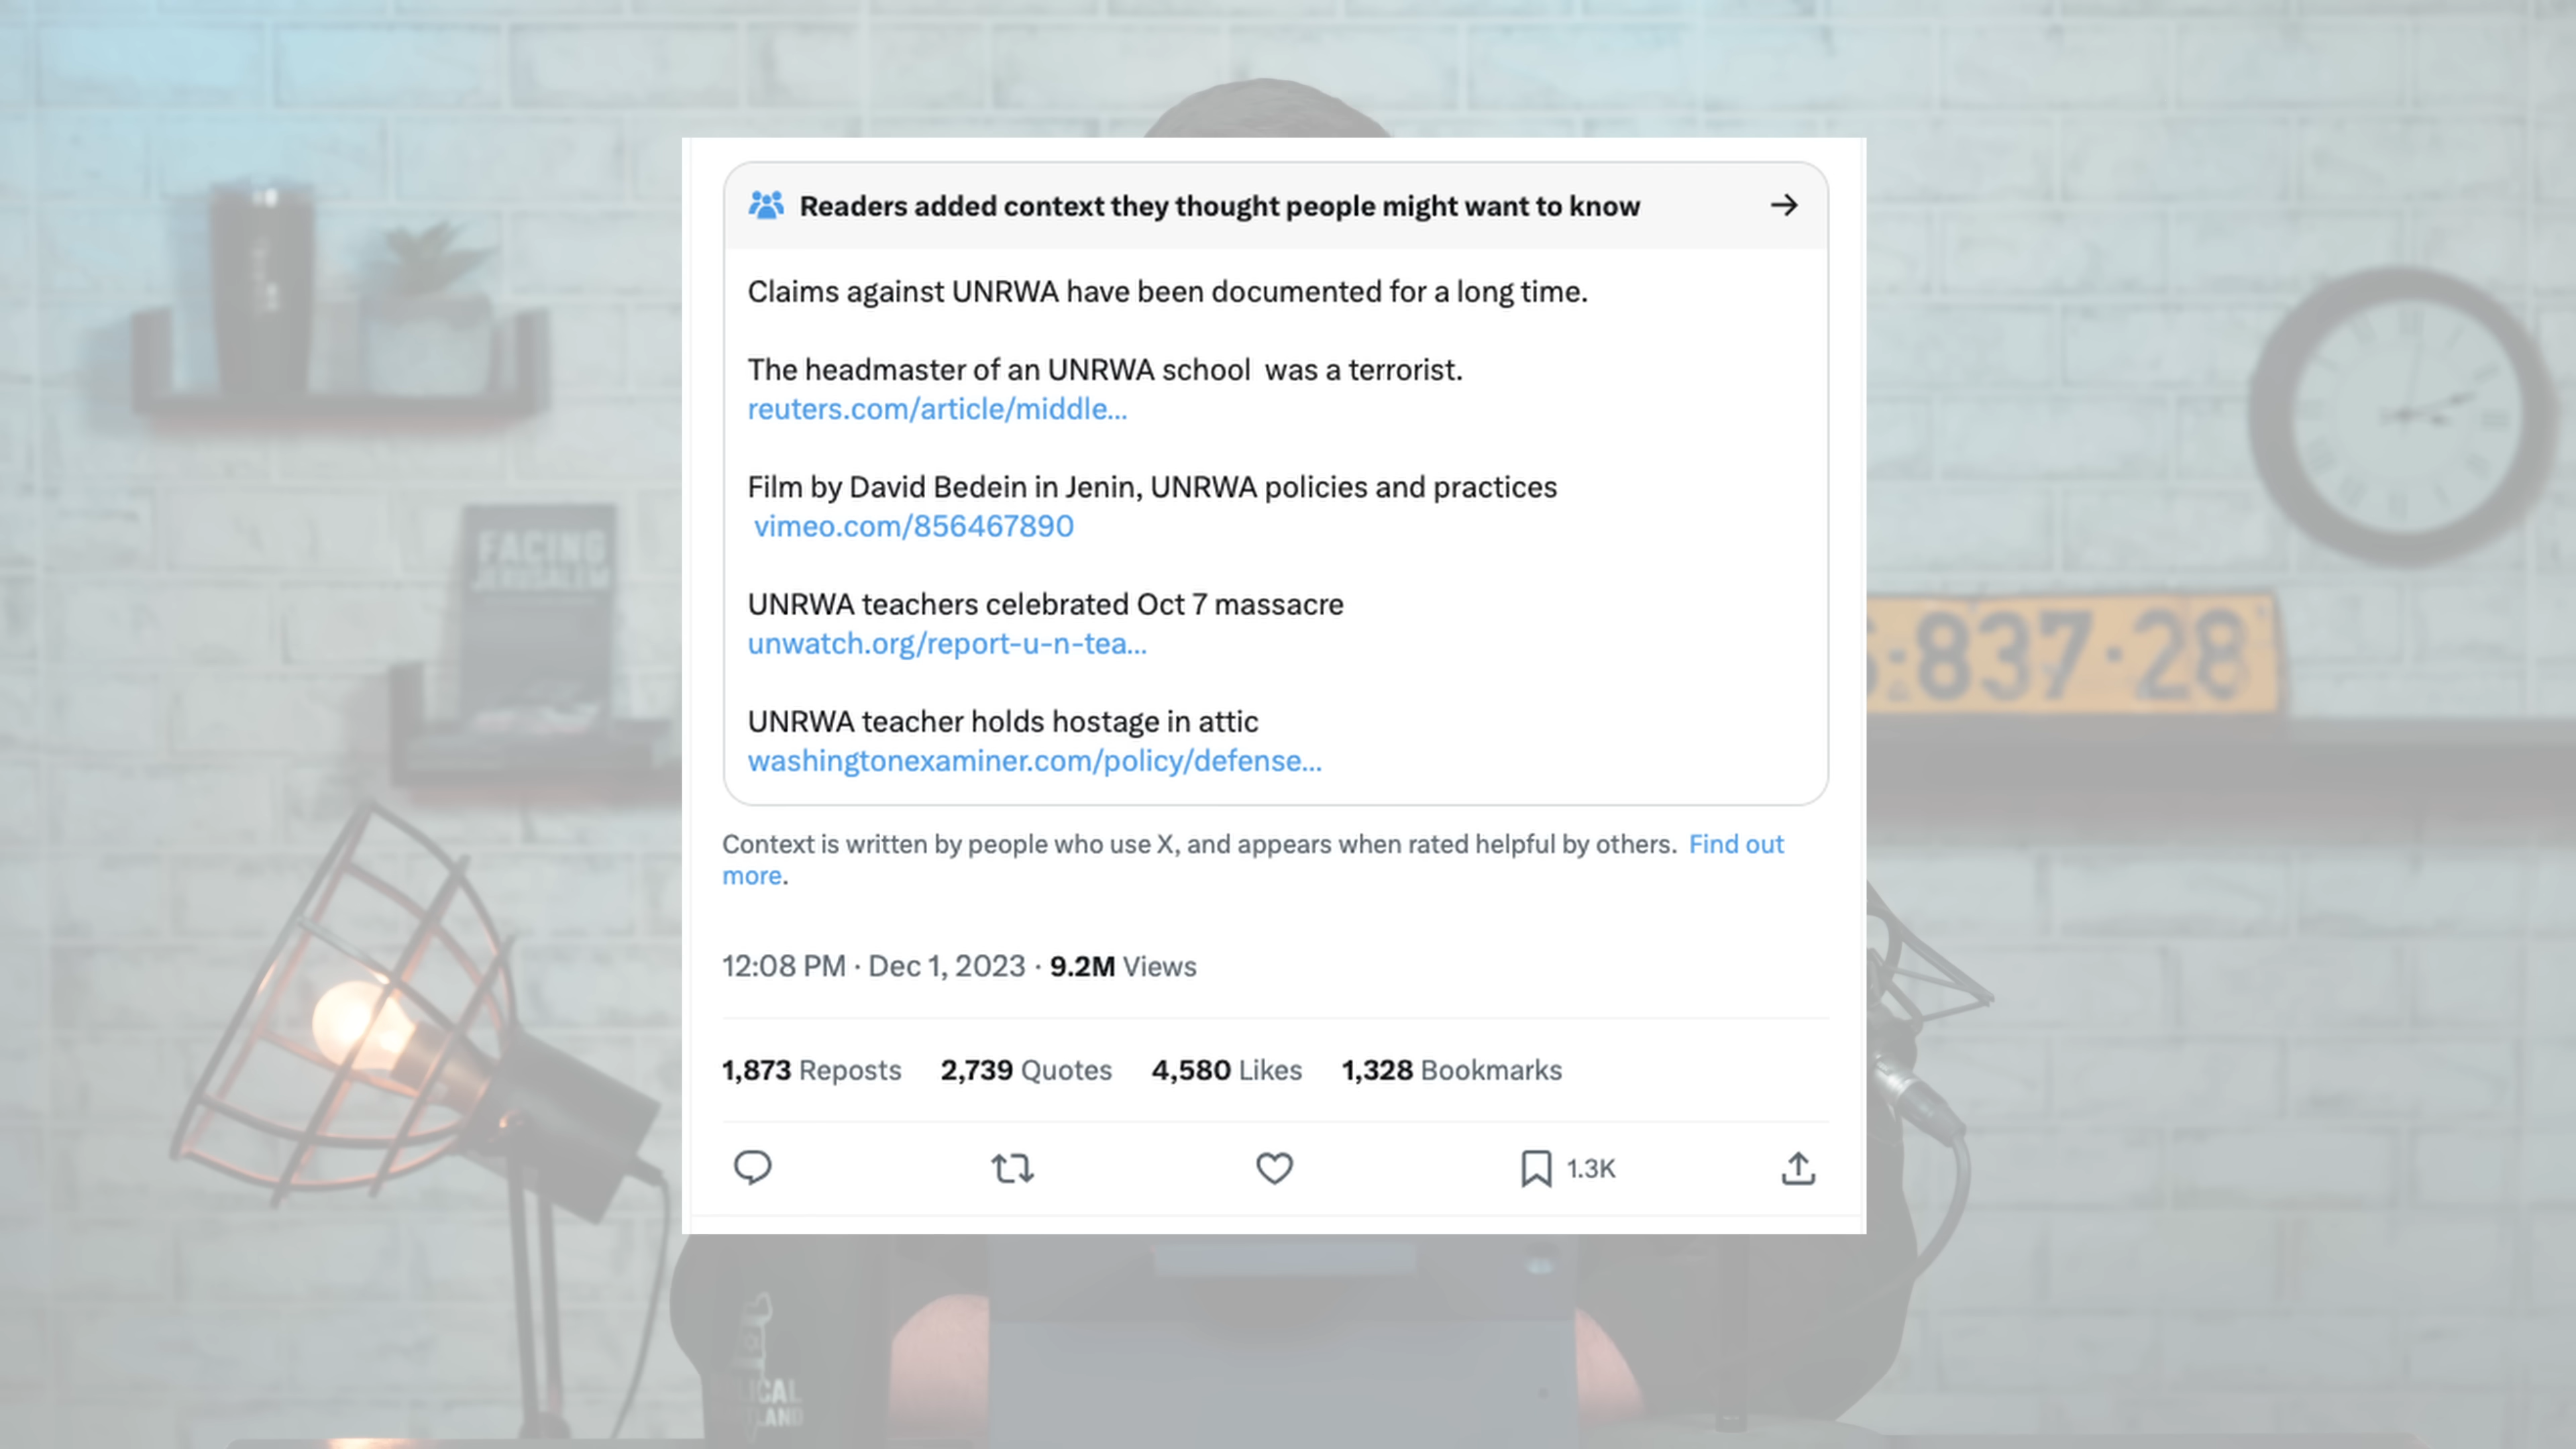 Readers added context they thought people might want to know
Claims against UNRWA have been documented for a long time.
The headmaster of an UNRWA school  was a terrorist.
reuters.com/article/middle...
Film by David Bedein in Jenin, UNRWA policies and practices
vimeo.com/856467890
UNRWA teachers celebrated Oct 7 massacre
unwatch.org/report-u-n-tea...
UNRWA teacher holds hostage in attic
washingtonexaminer.com/policy/defense...
Context is written by people who use X, and appears when rated helpful by others. Find out
more.
12:08 PM · Dec 1, 2023 · 9.2M Views
1,873 Reposts 2,739 Quotes 4,580 Likes 1,328 Bookmarks
1.3K
FACING
JERUSALEM
837·28